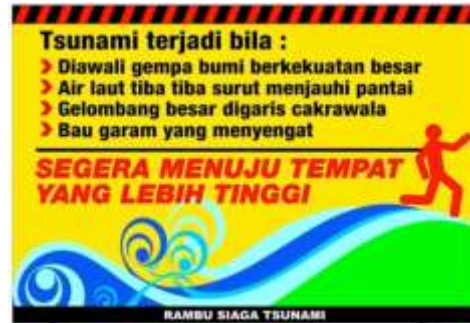 Tsunami terjadi bila :
Diawali gempa bumi berkekuatan besar
Air laut tiba tiba surut menjauhi pantai
Gelombang besar digaris cakrawala
Bau garam yang menyengat
SEGERA MENUJU TEMPAT
YANG LEBIH TINGGI
RAMBU SIAGA TSUNAMI